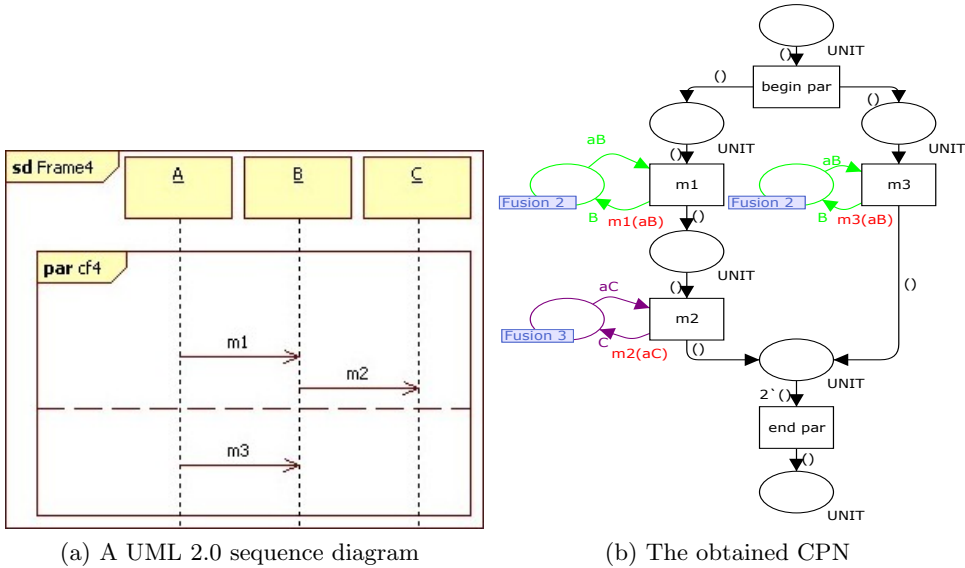 sd Frame4
A
B
C
par cf4
m1
m2
m3
(a) A UML 2.0 sequence diagram
UNIT
()
begin par
()
()
UNIT
UNIT
()
aB
m1
Fusion 2
B
m1(aB)
()
aB
m3
Fusion 2
B
m3(aB)
UNIT
()
()
aC
m2
Fusion 3
C
m2(aC)
()
UNIT
2`()
end par
()
UNIT
(b) The obtained CPN